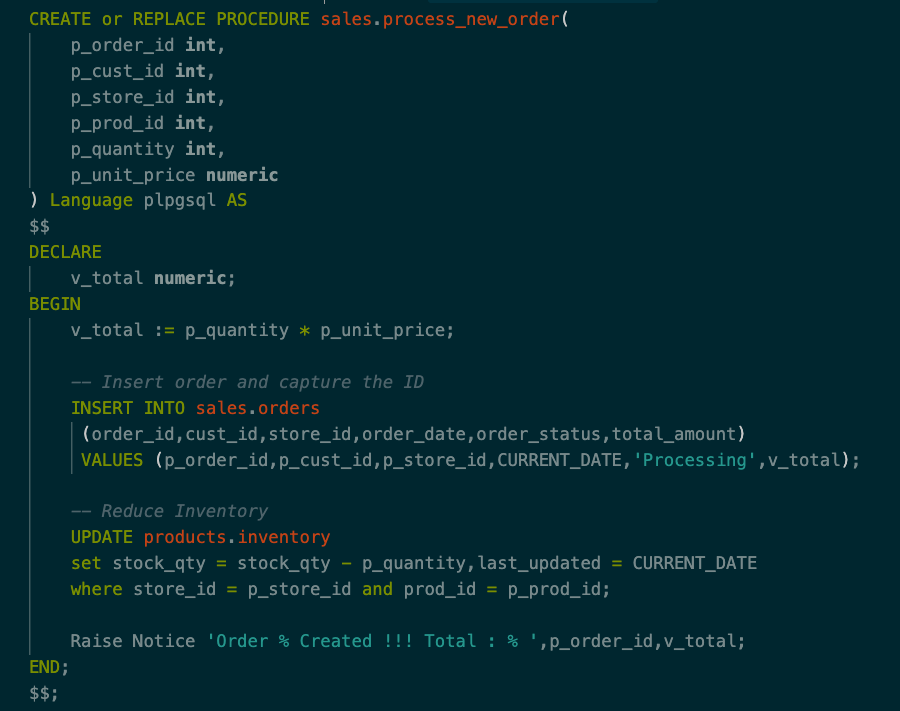 CREATE or REPLACE PROCEDURE sales.process_new_order(
p_order_id int,
p_cust_id int,
p_store_id int,
p_prod_id int,
p_quantity int,
p_unit_price numeric
) Language plpgsql AS
$$
DECLARE
v_total numeric;
BEGIN
v_total := p_quantity * p_unit_price;
-- Insert order and capture the ID
INSERT INTO sales.orders
(order_id,cust_id,store_id,order_date,order_status,total_amount)
VALUES (p_order_id,p_cust_id,p_store_id,CURRENT_DATE,'Processing',v_total);
-- Reduce Inventory
UPDATE products.inventory
set stock_qty = stock_qty - p_quantity,last_updated = CURRENT_DATE
where store_id = p_store_id and prod_id = p_prod_id;
Raise Notice 'Order % Created !!! Total : % ',p_order_id,v_total;
END;
$$;